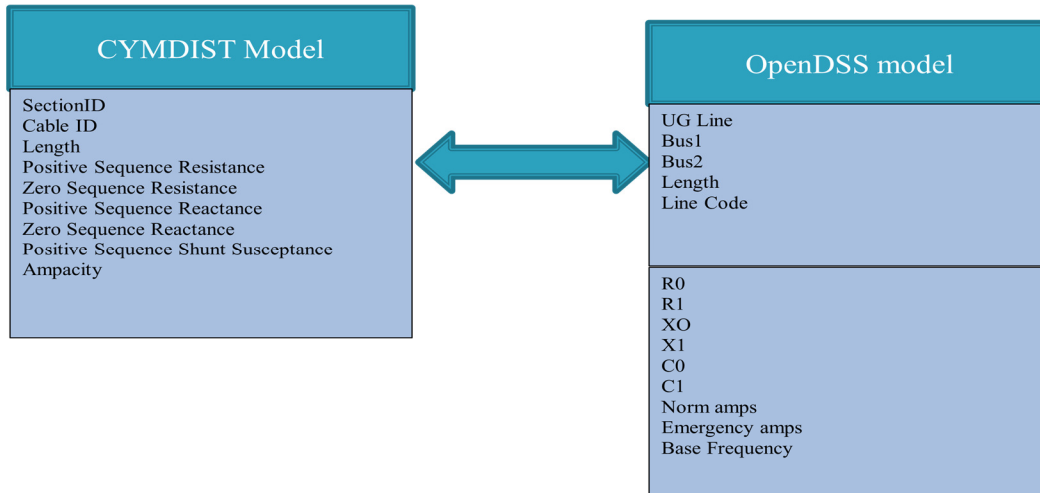 CYMDIST Model
SectionID
Cable ID
Length
Positive Sequence Resistance
Zero Sequence Resistance
Positive Sequence Reactance
Zero Sequence Reactance
Positive Sequence Shunt Susceptance
Ampacity
OpenDSS model
UG Line
Bus1
Bus2
Length
Line Code
R0
R1
XO
X1
C0
C1
Norm amps
Emergency amps
Base Frequency